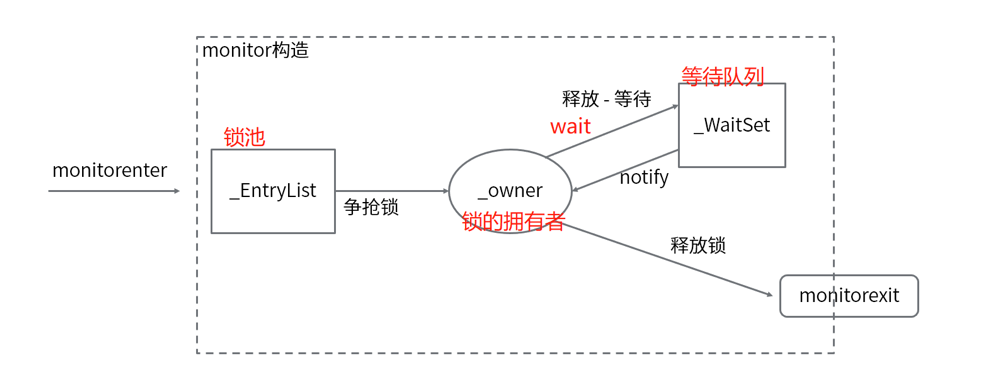 monitor构造
等待队列
释放 - 等待
wait
_WaitSet
锁池
monitorenter
_EntryList
争抢锁
_owner
锁的拥有者
notify
释放锁
monitorexit